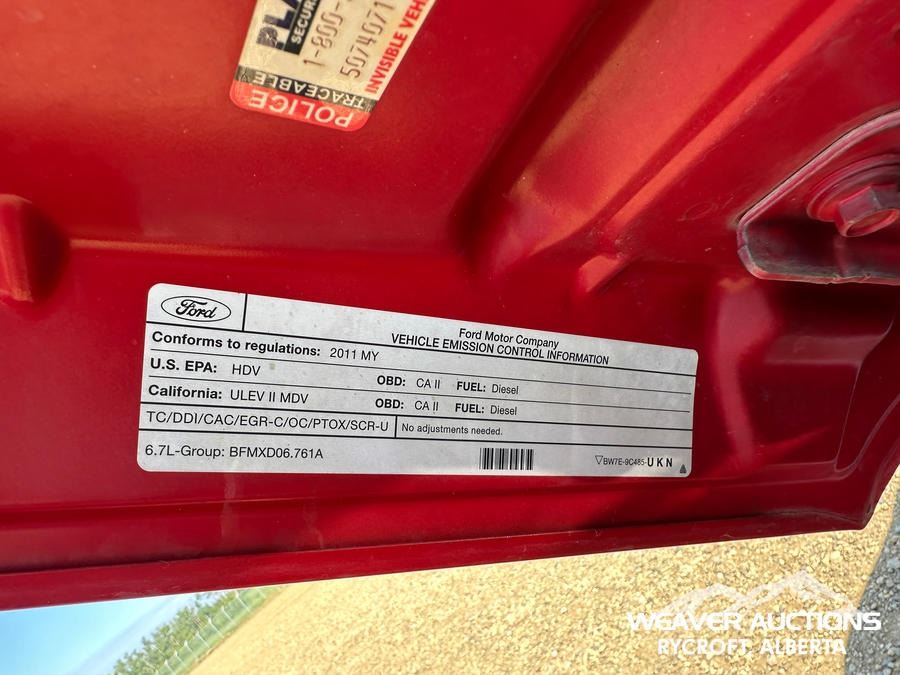 SECUR
1-800-
5074071
INVISIBLE VEH
TRACEABLE
POLICE
Ford
Ford Motor Company
VEHICLE EMISSION CONTROL INFORMATION
Conforms to regulations: 2011 MY
U.S. EPA: HDV OBD: CA II FUEL: Diesel
California: ULEV II MDV OBD: CA II FUEL: Diesel
TC/DDI/CAC/EGR-C/OC/PTOX/SCR-U No adjustments needed.
6.7L-Group: BFMXD06.761A BW7E-9C485-UKN
WEAVER AUCTIONS
RYCROFT, ALBERTA